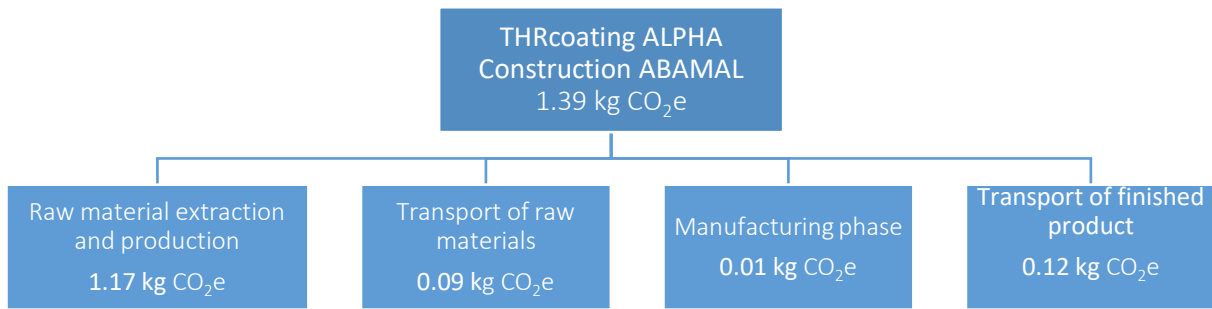 THRcoating ALPHA
Construction ABAMAL
1.39 kg CO₂e
Raw material extraction
and production
1.17 kg CO₂e
Transport of raw
materials
0.09 kg CO₂e
Manufacturing phase
0.01 kg CO₂e
Transport of finished
product
0.12 kg CO₂e